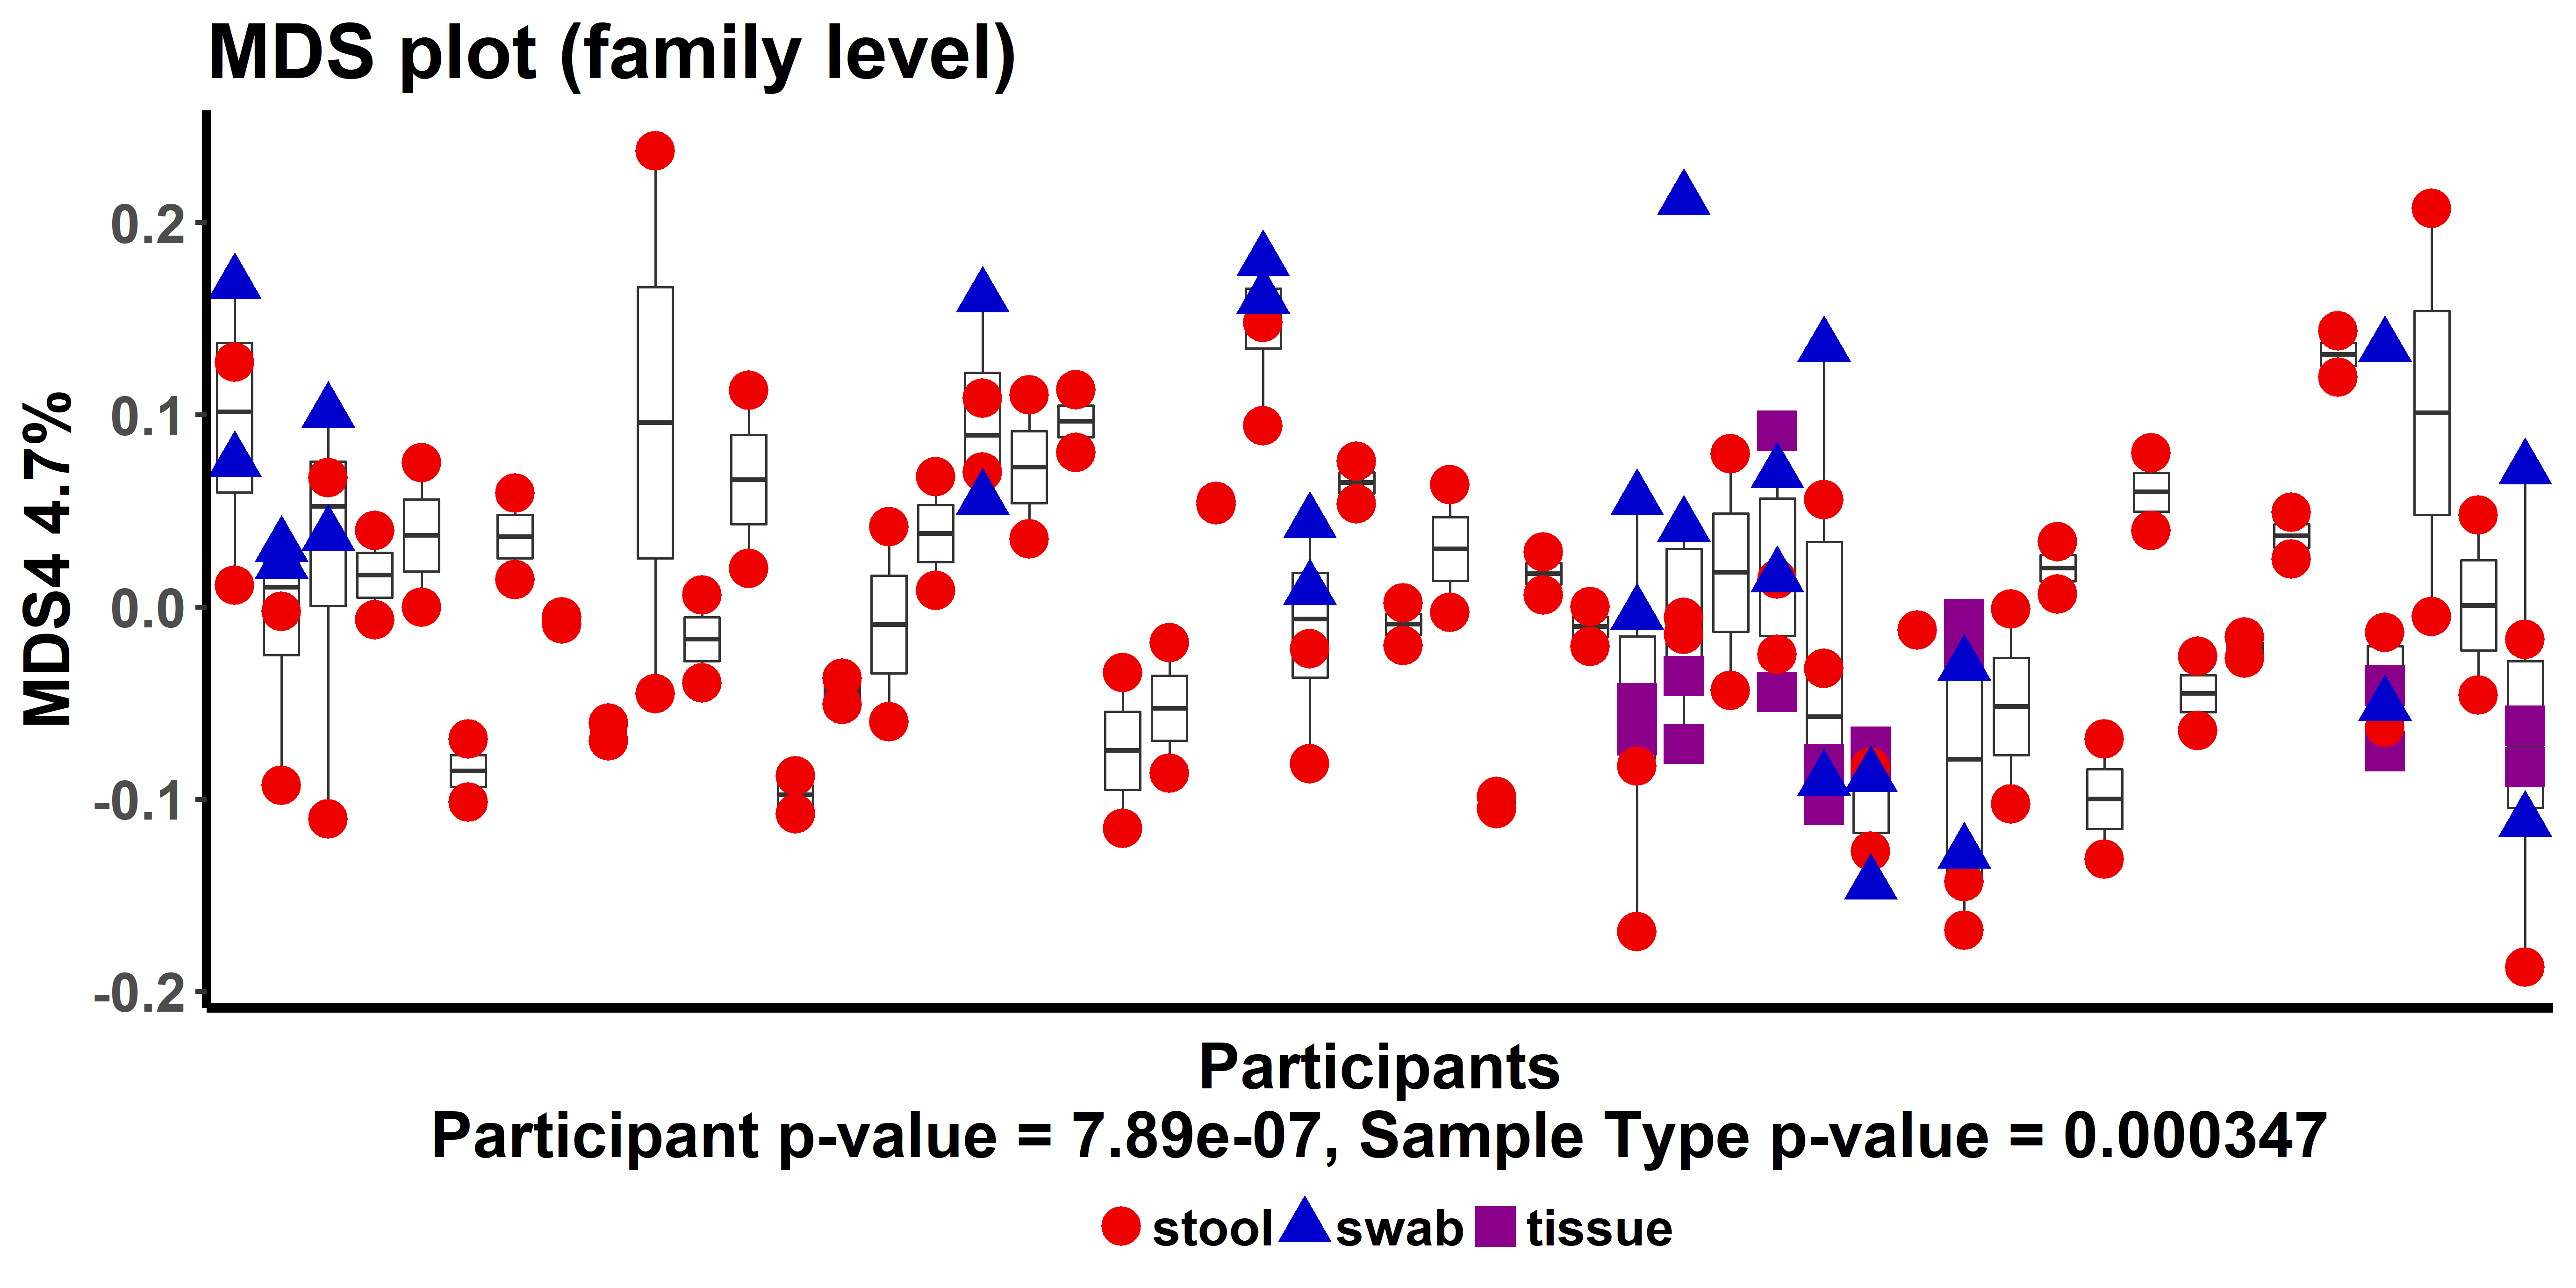 MDS plot (family level)
MDS4 4.7%
0.2
0.1
0.0
-0.1
-0.2
Participants
Participant p-value = 7.89e-07, Sample Type p-value = 0.000347
stool swab tissue